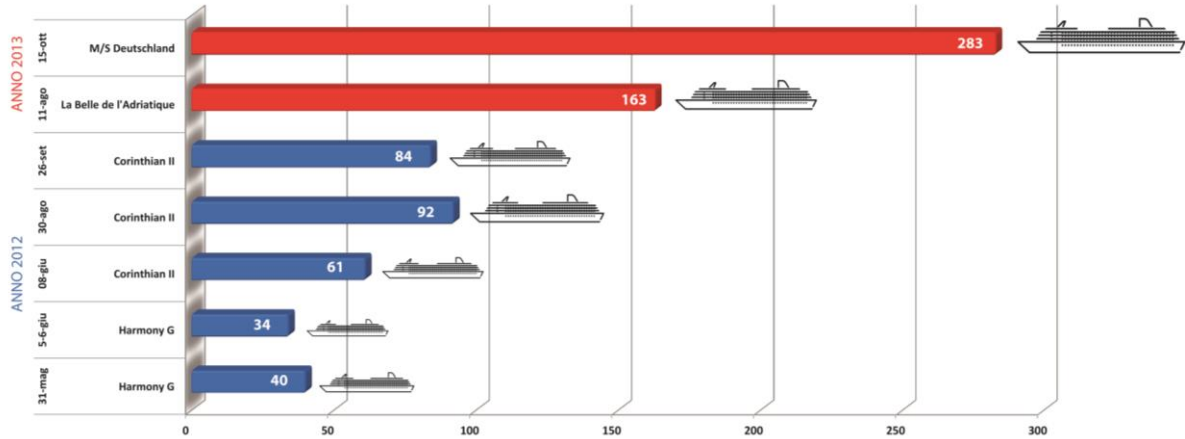 ANNO 2013
15-ott
M/S Deutschland
283
11-ago
La Belle de l'Adriatique
163
ANNO 2012
26-set
Corinthian II
84
30-ago
Corinthian II
92
08-giu
Corinthian II
61
5-6-giu
Harmony G
34
31-mag
Harmony G
40
0 50 100 150 200 250 300